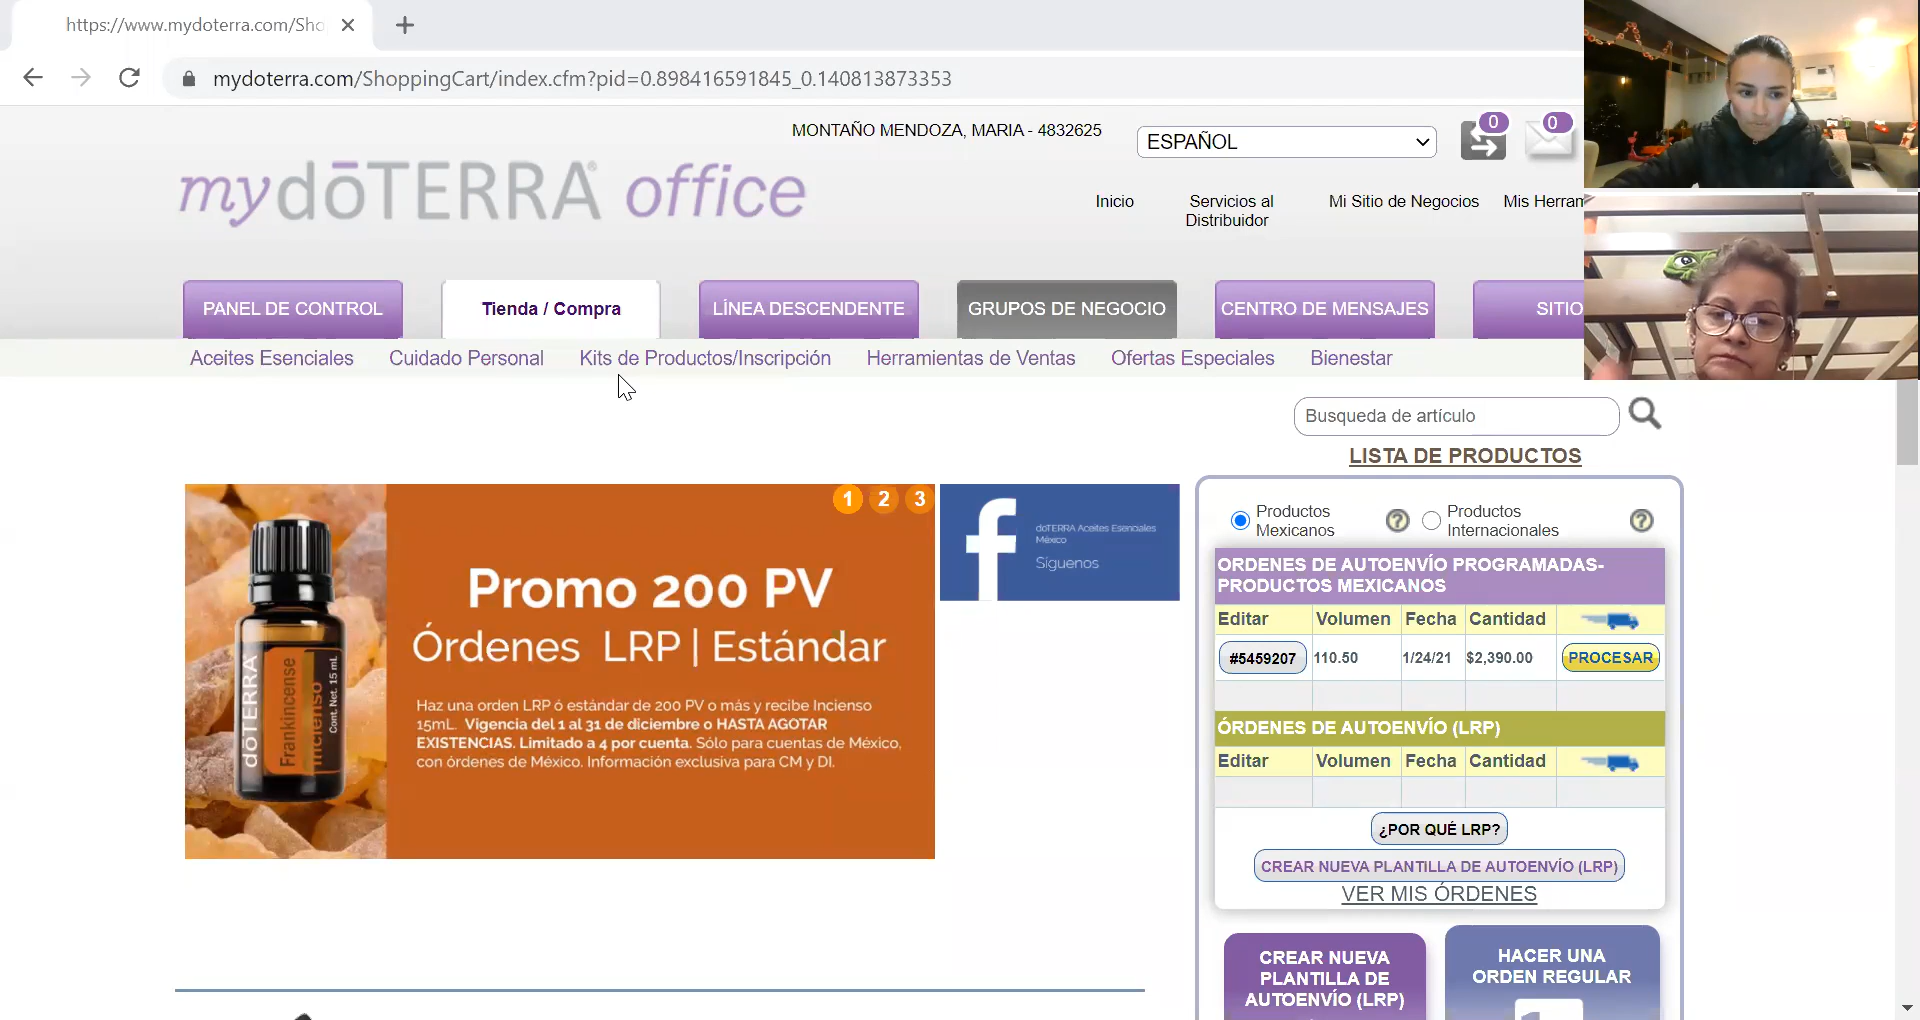 https://www.mydoterra.com/Sho
mydoterra.com/ShoppingCart/index.cfm?pid=0.898416591845_0.140813873353
MONTAÑO MENDOZA, MARIA - 4832625
ESPAÑOL
0
0
mydōTERRA® office
Inicio
Servicios al
Distribuidor
Mi Sitio de Negocios
Mis Herram
PANEL DE CONTROL
Tienda / Compra
LÍNEA DESCENDENTE
GRUPOS DE NEGOCIO
CENTRO DE MENSAJES
SITIO
Aceites Esenciales
Cuidado Personal
Kits de Productos/Inscripción
Herramientas de Ventas
Ofertas Especiales
Bienestar
Busqueda de artículo
LISTA DE PRODUCTOS
1 2 3
Promo 200 PV
Órdenes LRP | Estándar
Haz una orden LRP ó estándar de 200 PV o más y recibe Incienso
15mL. Vigencia del 1 al 31 de diciembre o HASTA AGOTAR
EXISTENCIAS. Limitado a 4 por cuenta. Sólo para cuentas de México,
con órdenes de México. Información exclusiva para CM y DI.
dōTERRA
Frankincense
Incienso
Cont. Net. 15 mL
f
dōTERRA Aceites Esenciales
México
Síguenos
Productos
Mexicanos
?
Productos
Internacionales
?
ORDENES DE AUTOENVÍO PROGRAMADAS-
PRODUCTOS MEXICANOS
Editar Volumen Fecha Cantidad
#5459207 110.50 1/24/21 $2,390.00 PROCESAR
ÓRDENES DE AUTOENVÍO (LRP)
Editar Volumen Fecha Cantidad
¿POR QUÉ LRP?
CREAR NUEVA PLANTILLA DE AUTOENVÍO (LRP)
VER MIS ÓRDENES
CREAR NUEVA
PLANTILLA DE
AUTOENVÍO (LRP)
HACER UNA
ORDEN REGULAR